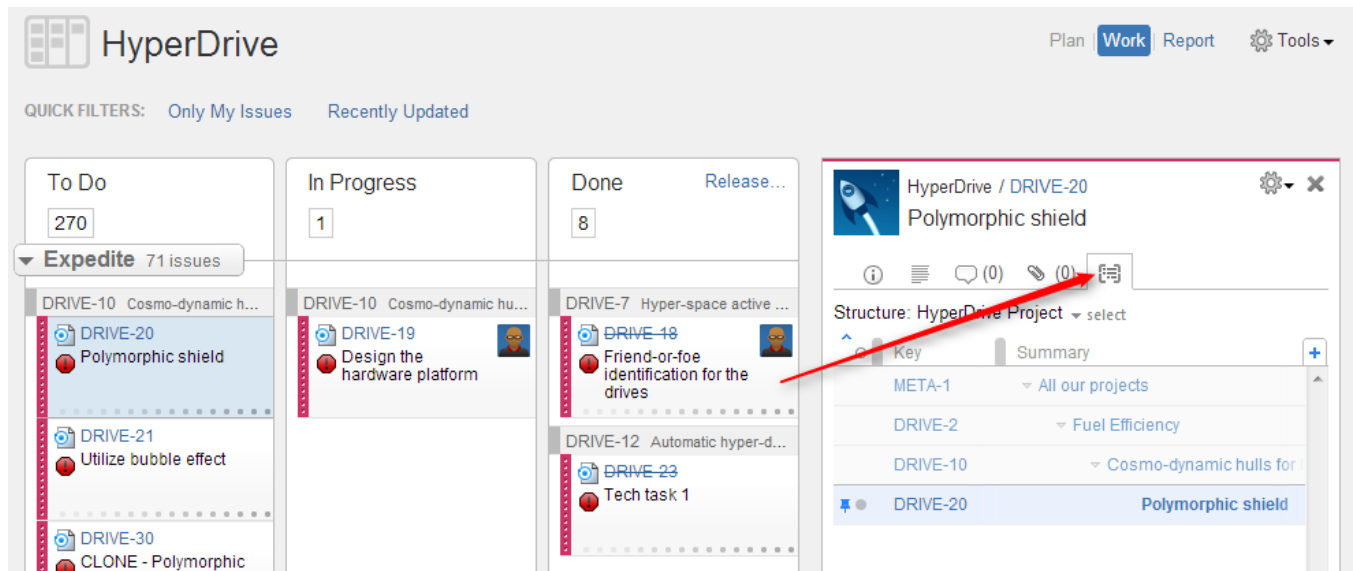 HyperDrive
Plan Work Report Tools
QUICK FILTERS: Only My Issues Recently Updated
To Do
270
In Progress
1
Done Release...
8
Expedite 71 issues
DRIVE-10 Cosmo-dynamic h...
DRIVE-20
Polymorphic shield
DRIVE-21
Utilize bubble effect
DRIVE-30
CLONE - Polymorphic
DRIVE-10 Cosmo-dynamic hu...
DRIVE-19
Design the
hardware platform
DRIVE-7 Hyper-space active ...
DRIVE-18
Friend-or-foe
identification for the
drives
DRIVE-12 Automatic hyper-d...
DRIVE-23
Tech task 1
HyperDrive / DRIVE-20
Polymorphic shield
(0) (0)
Structure: HyperDrive Project select
Key Summary +
META-1 All our projects
DRIVE-2 Fuel Efficiency
DRIVE-10 Cosmo-dynamic hulls for
DRIVE-20 Polymorphic shield